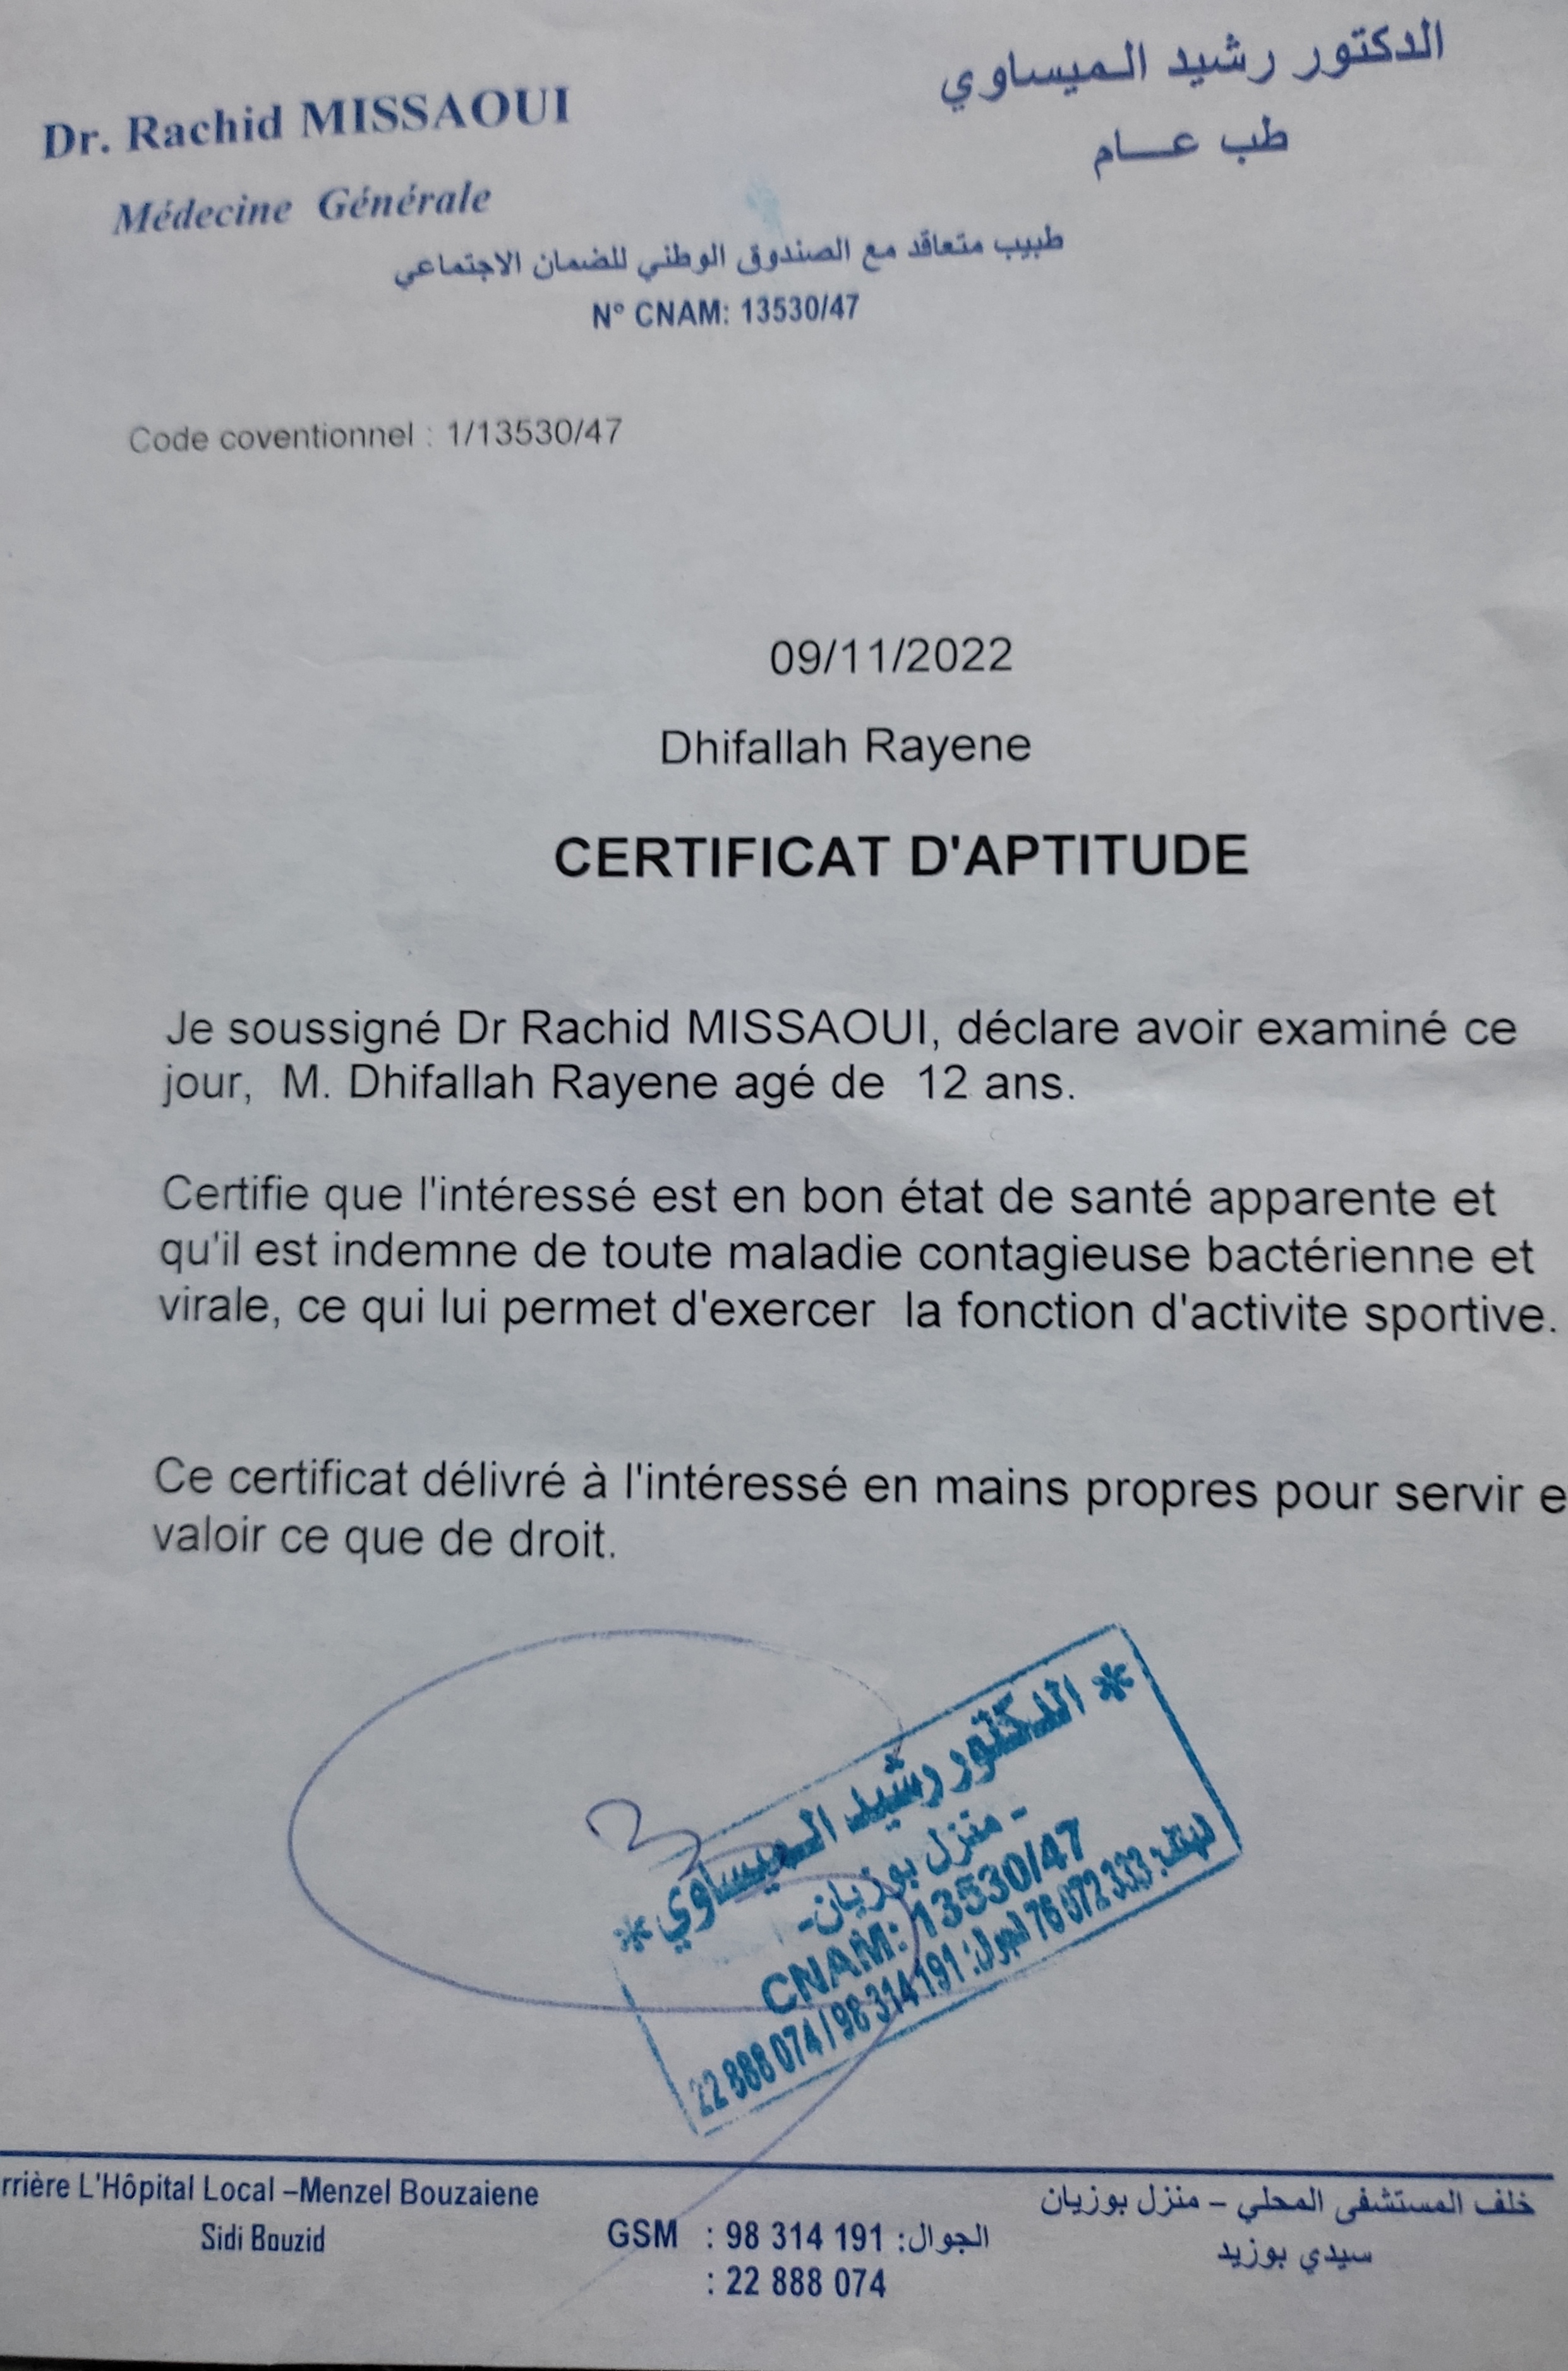 Dr. Rachid MISSAOUI
الدكتور رشيد الميساوي
Médecine Générale
طب عــام
طبيب متعاقد مع الصندوق الوطني للضمان الاجتماعي
N° CNAM: 13530/47
Code coventionnel : 1/13530/47
09/11/2022
Dhifallah Rayene
CERTIFICAT D'APTITUDE
Je soussigné Dr Rachid MISSAOUI, déclare avoir examiné ce
jour, M. Dhifallah Rayene agé de 12 ans.
Certifie que l'intéressé est en bon état de santé apparente et
qu'il est indemne de toute maladie contagieuse bactérienne et
virale, ce qui lui permet d'exercer la fonction d'activite sportive.
Ce certificat délivré à l'intéressé en mains propres pour servir e
valoir ce que de droit.
* الدكتور رشيد الميساوي *
- منزل بوزيان-
CNAM: 13530/47
الهاتف: 76 072 333 الجوال: 98 314 191 / 22 888 074
rrière L'Hôpital Local –Menzel Bouzaiene
Sidi Bouzid
GSM : 98 314 191 :الجوال
: 22 888 074
خلف المستشفى المحلي – منزل بوزيان
سيدي بوزيد